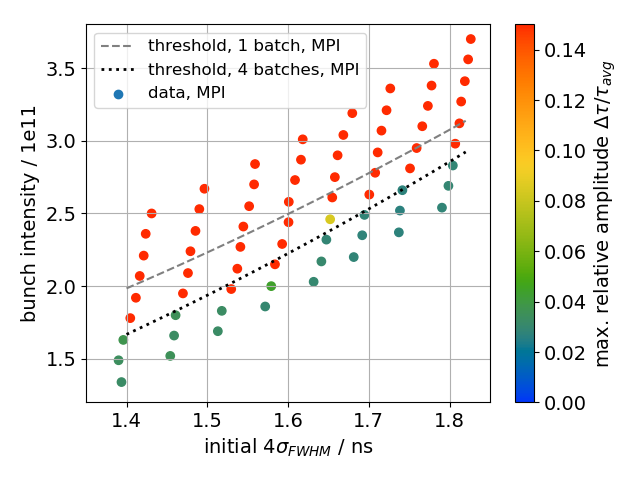 threshold, 1 batch, MPI
threshold, 4 batches, MPI
data, MPI
3.5
3.0
2.5
2.0
1.5
bunch intensity / 1e11
1.4 1.5 1.6 1.7 1.8
initial 4σ_FWHM / ns
0.14
0.12
0.10
0.08
0.06
0.04
0.02
0.00
max. relative amplitude Δτ/τ_avg